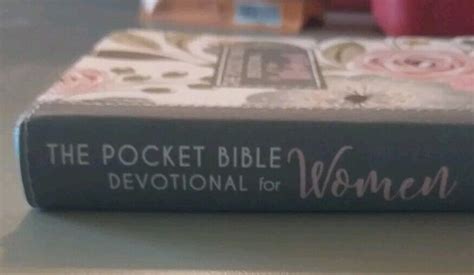 THE POCKET BIBLE
DEVOTIONAL for Women